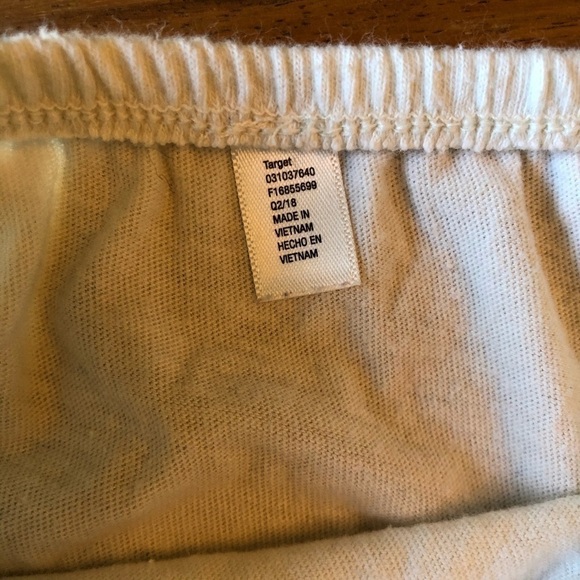 Target
031037640
F16855699
Q2/16
MADE IN
VIETNAM
HECHO EN
VIETNAM